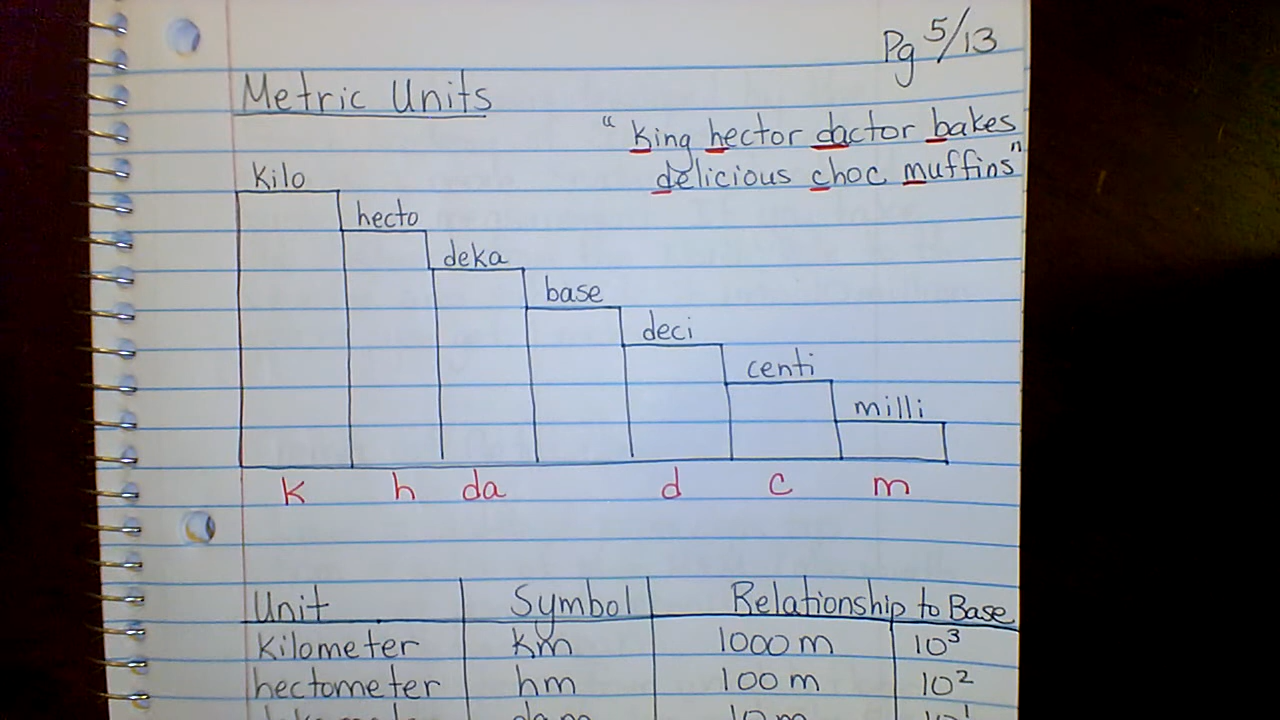 Pg 5/13
Metric Units
"King hector dactor bakes
delicious choc muffins"
Kilo
hecto
deka
base
deci
centi
milli
k h da d c m
Unit Symbol Relationship to Base
Kilometer km 1000 m 10³
hectometer hm 100 m 10²